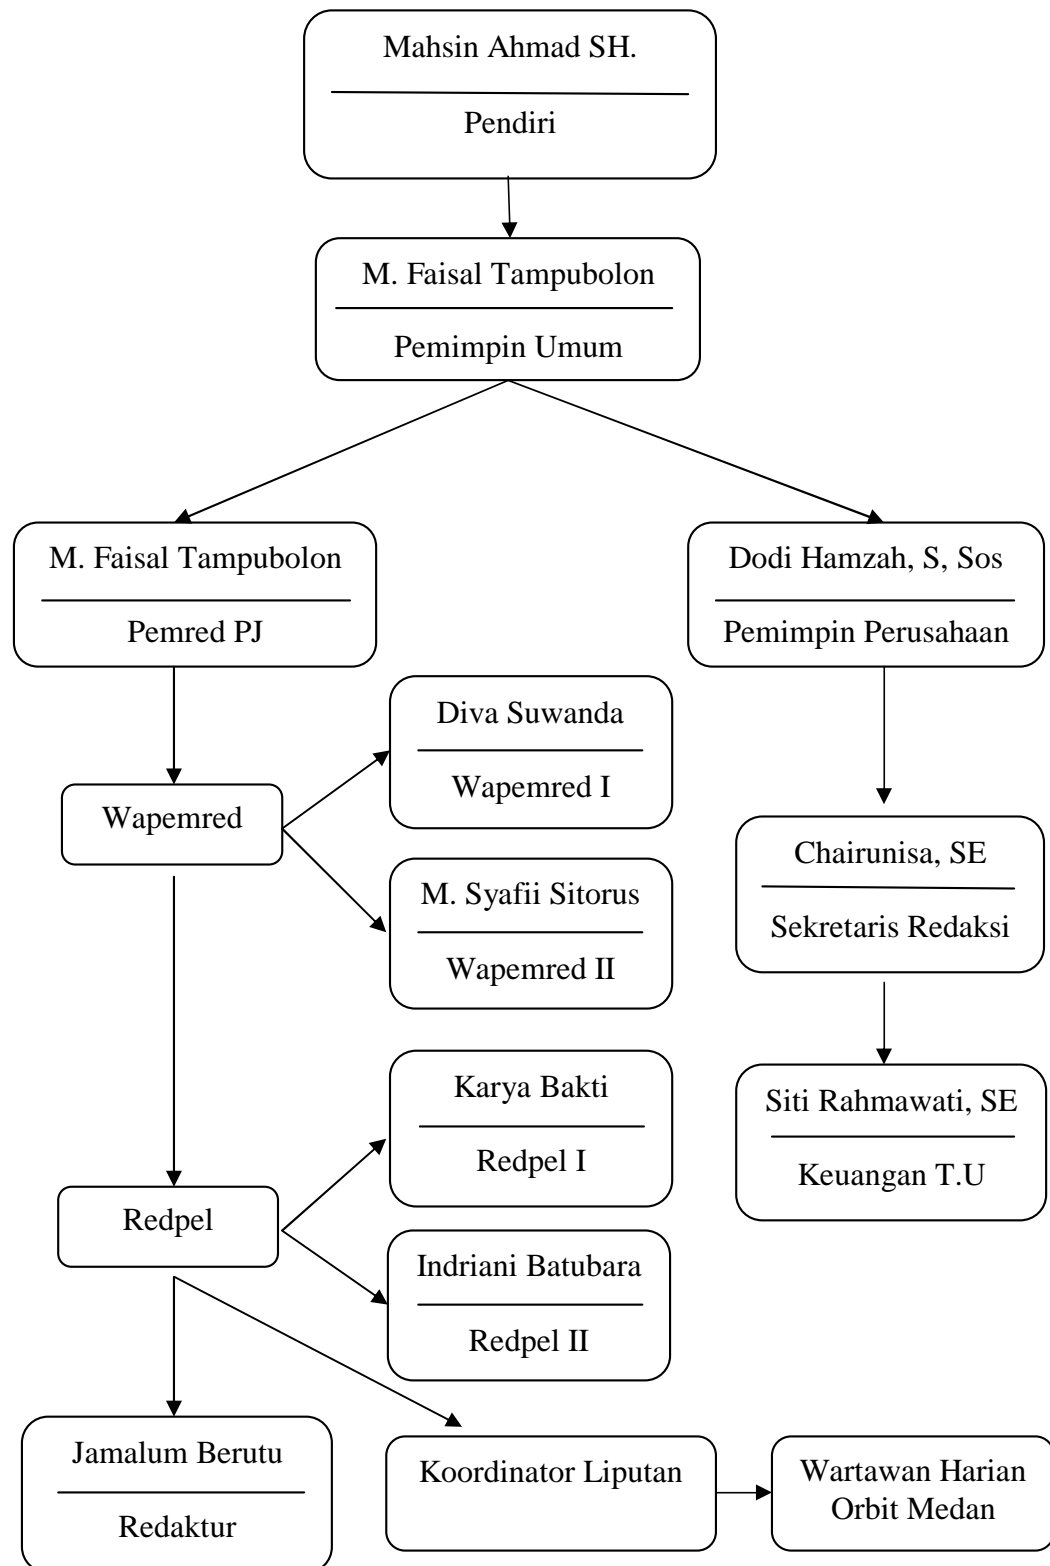 Mahsin Ahmad SH.
Pendiri
M. Faisal Tampubolon
Pemimpin Umum
M. Faisal Tampubolon
Pemred PJ
Dodi Hamzah, S, Sos
Pemimpin Perusahaan
Diva Suwanda
Wapemred I
Wapemred
M. Syafii Sitorus
Wapemred II
Chairunisa, SE
Sekretaris Redaksi
Karya Bakti
Redpel I
Siti Rahmawati, SE
Keuangan T.U
Redpel
Indriani Batubara
Redpel II
Jamalum Berutu
Redaktur
Koordinator Liputan
Wartawan Harian
Orbit Medan